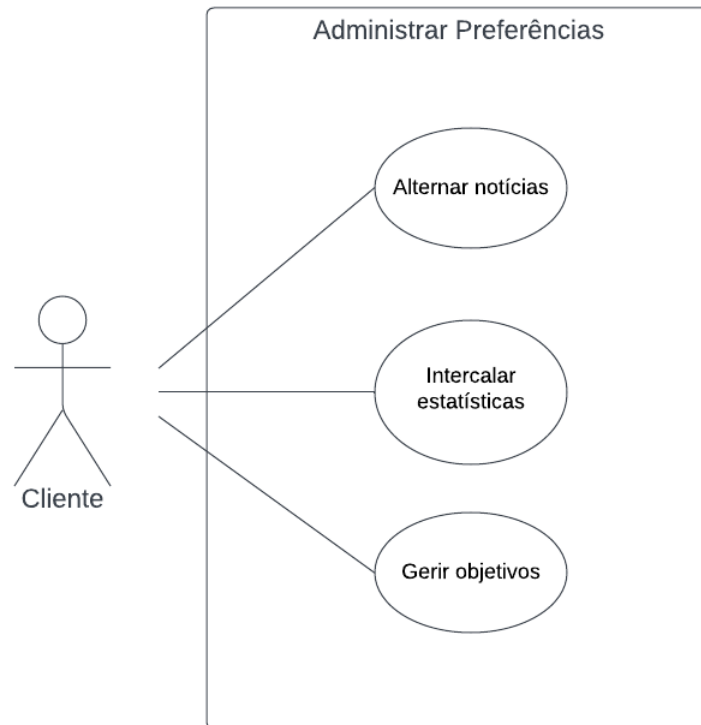 Administrar Preferências
Alternar notícias
Intercalar
estatísticas
Gerir objetivos
Cliente